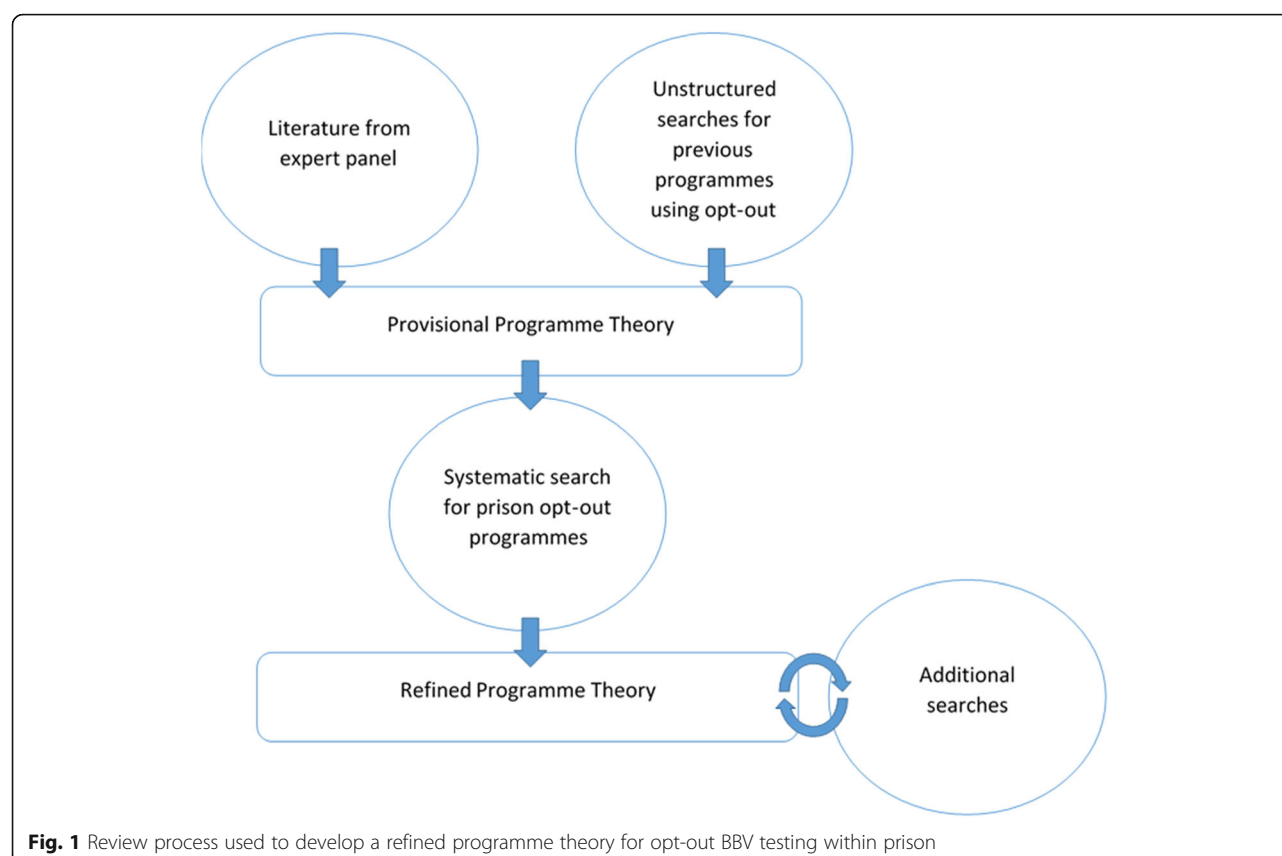 Literature from
expert panel
Unstructured
searches for
previous
programmes
using opt-out
Provisional Programme Theory
Systematic search
for prison opt-out
programmes
Refined Programme Theory
Additional
searches
Fig. 1 Review process used to develop a refined programme theory for opt-out BBV testing within prison